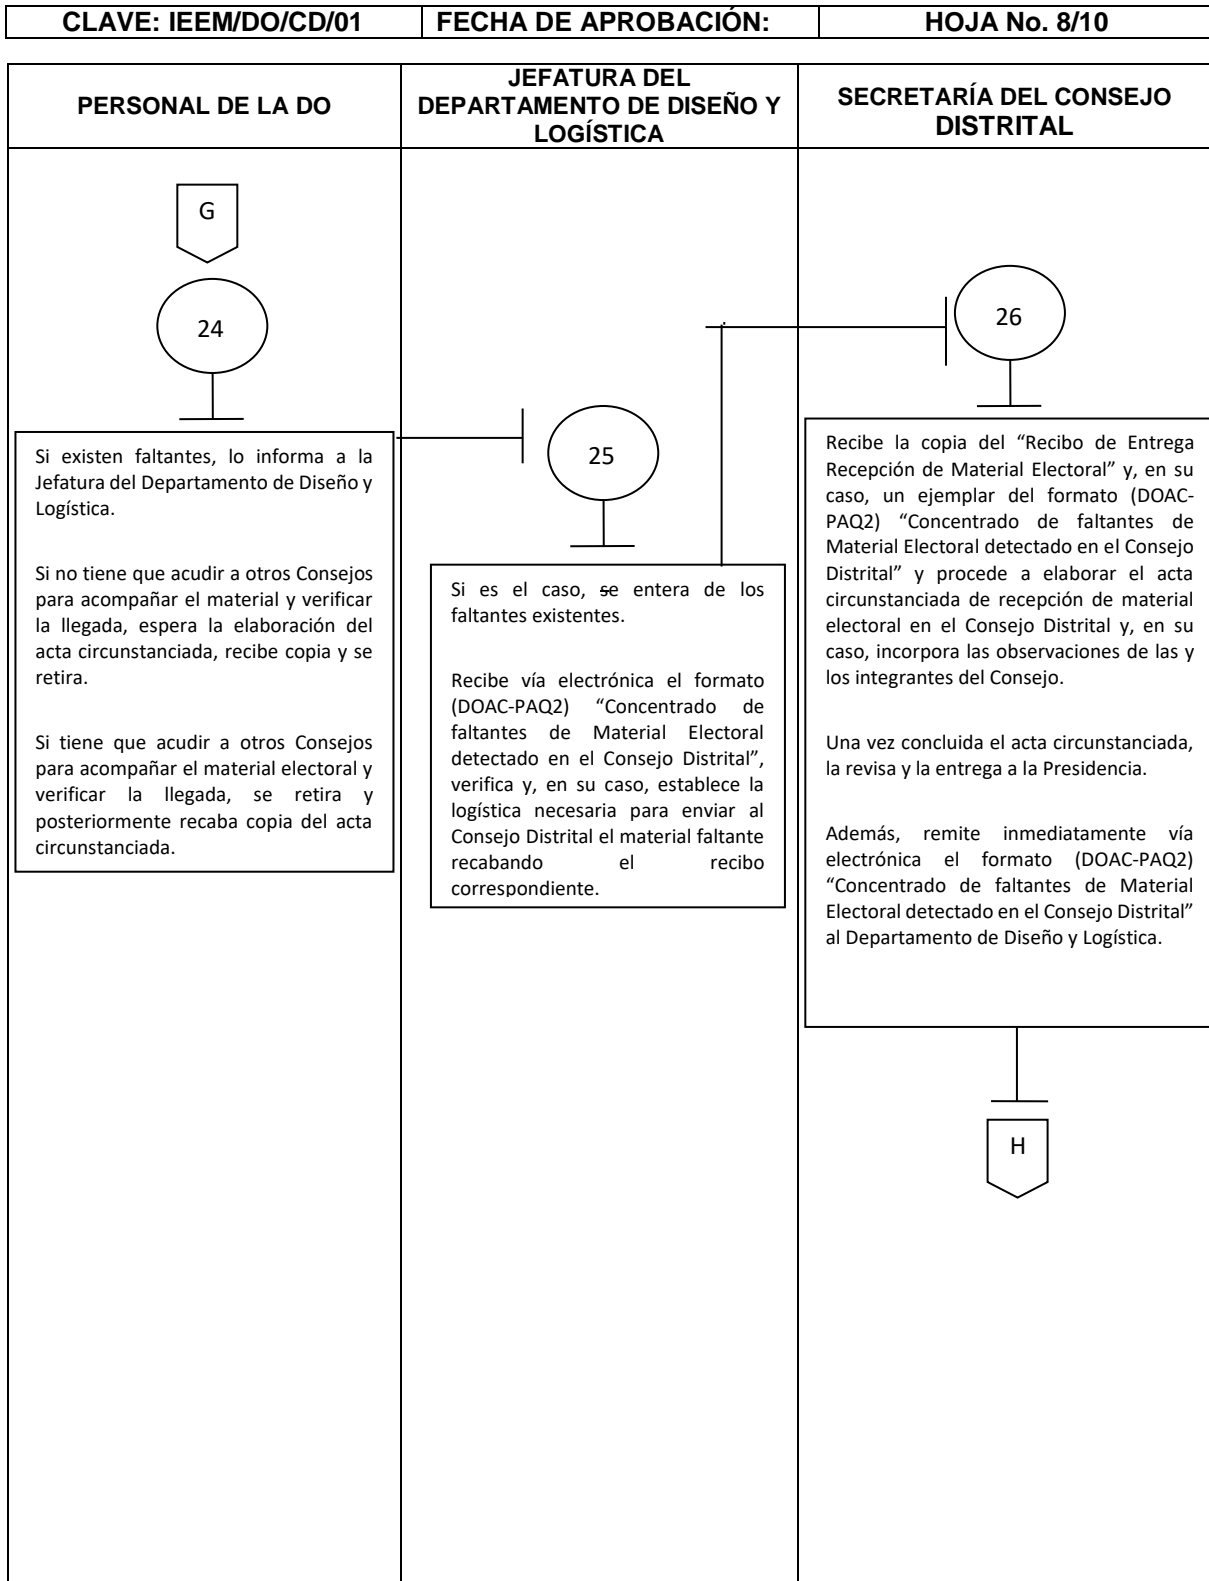 CLAVE: IEEM/DO/CD/01 FECHA DE APROBACIÓN: HOJA No. 8/10
PERSONAL DE LA DO
JEFATURA DEL
DEPARTAMENTO DE DISEÑO Y
LOGÍSTICA
SECRETARÍA DEL CONSEJO
DISTRITAL
G
24
Si existen faltantes, lo informa a la
Jefatura del Departamento de Diseño y
Logística.
Si no tiene que acudir a otros Consejos
para acompañar el material y verificar
la llegada, espera la elaboración del
acta circunstanciada, recibe copia y se
retira.
Si tiene que acudir a otros Consejos
para acompañar el material electoral y
verificar la llegada, se retira y
posteriormente recaba copia del acta
circunstanciada.
25
Si es el caso, se entera de los
faltantes existentes.
Recibe vía electrónica el formato
(DOAC-PAQ2) “Concentrado de
faltantes de Material Electoral
detectado en el Consejo Distrital”,
verifica y, en su caso, establece la
logística necesaria para enviar al
Consejo Distrital el material faltante
recabando el recibo
correspondiente.
26
Recibe la copia del “Recibo de Entrega
Recepción de Material Electoral” y, en su
caso, un ejemplar del formato (DOAC-
PAQ2) “Concentrado de faltantes de
Material Electoral detectado en el Consejo
Distrital” y procede a elaborar el acta
circunstanciada de recepción de material
electoral en el Consejo Distrital y, en su
caso, incorpora las observaciones de las y
los integrantes del Consejo.
Una vez concluida el acta circunstanciada,
la revisa y la entrega a la Presidencia.
Además, remite inmediatamente vía
electrónica el formato (DOAC-PAQ2)
“Concentrado de faltantes de Material
Electoral detectado en el Consejo Distrital”
al Departamento de Diseño y Logística.
H